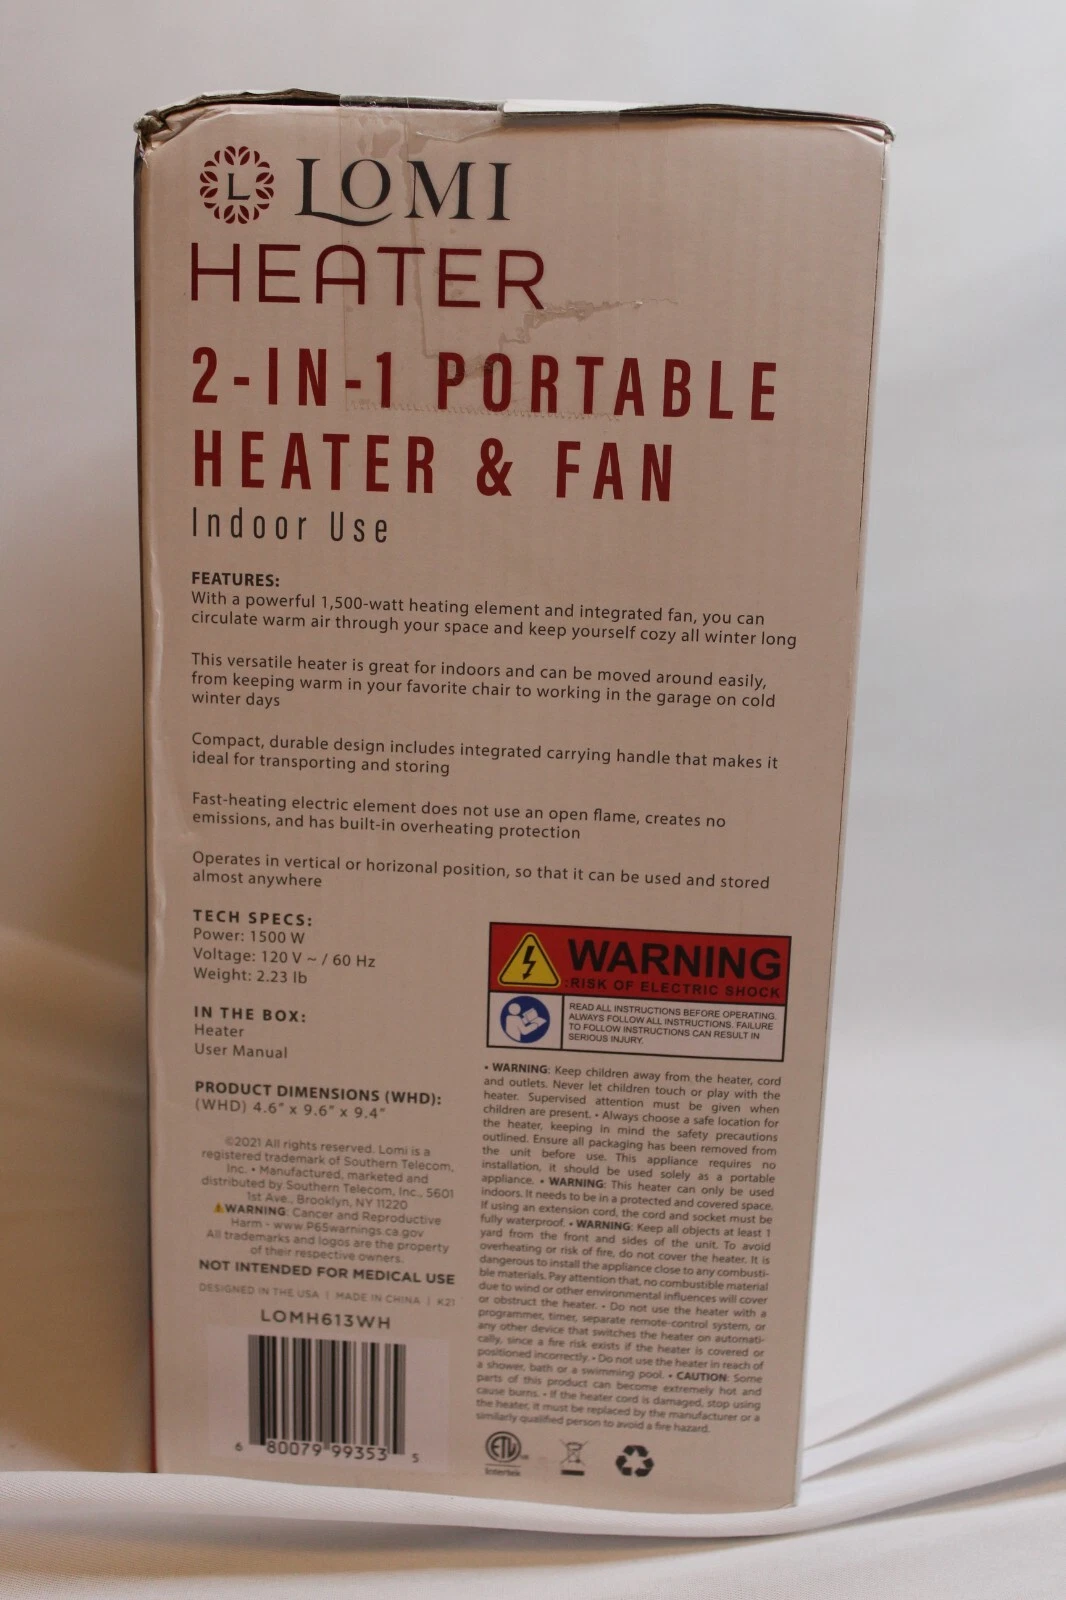 L LOMI
HEATER
2-IN-1 PORTABLE
HEATER & FAN
Indoor Use
FEATURES:
With a powerful 1,500-watt heating element and integrated fan, you can
circulate warm air through your space and keep yourself cozy all winter long
This versatile heater is great for indoors and can be moved around easily,
from keeping warm in your favorite chair to working in the garage on cold
winter days
Compact, durable design includes integrated carrying handle that makes it
ideal for transporting and storing
Fast-heating electric element does not use an open flame, creates no
emissions, and has built-in overheating protection
Operates in vertical or horizonal position, so that it can be used and stored
almost anywhere
TECH SPECS:
Power: 1500 W
Voltage: 120 V ~ / 60 Hz
Weight: 2.23 lb
IN THE BOX:
Heater
User Manual
PRODUCT DIMENSIONS (WHD):
(WHD) 4.6" x 9.6" x 9.4"
©2021 All rights reserved. Lomi is a
registered trademark of Southern Telecom,
Inc. • Manufactured, marketed and
distributed by Southern Telecom, Inc., 5601
1st Ave., Brooklyn, NY 11220
WARNING: Cancer and Reproductive
Harm - www.P65warnings.ca.gov
All trademarks and logos are the property
of their respective owners.
NOT INTENDED FOR MEDICAL USE
DESIGNED IN THE USA | MADE IN CHINA | K21
LOMH613WH
6 80079 99353 5
WARNING
:RISK OF ELECTRIC SHOCK
READ ALL INSTRUCTIONS BEFORE OPERATING.
ALWAYS FOLLOW ALL INSTRUCTIONS. FAILURE
TO FOLLOW INSTRUCTIONS CAN RESULT IN
SERIOUS INJURY.
• WARNING: Keep children away from the heater, cord
and outlets. Never let children touch or play with the
heater. Supervised attention must be given when
children are present. • Always choose a safe location for
the heater, keeping in mind the safety precautions
outlined. Ensure all packaging has been removed from
the unit before use. This appliance requires no
installation, it should be used solely as a portable
appliance. • WARNING: This heater can only be used
indoors. It needs to be in a protected and covered space.
If using an extension cord, the cord and socket must be
fully waterproof. • WARNING: Keep all objects at least 1
yard from the front and sides of the unit. To avoid
overheating or risk of fire, do not cover the heater. It is
dangerous to install the appliance close to any combusti-
ble materials. Pay attention that, no combustible material
due to wind or other environmental influences will cover
or obstruct the heater. • Do not use the heater with a
programmer, timer, separate remote-control system, or
any other device that switches the heater on automati-
cally, since a fire risk exists if the heater is covered or
positioned incorrectly. • Do not use the heater in reach of
a shower, bath or a swimming pool. • CAUTION: Some
parts of this product can become extremely hot and
cause burns. • If the heater cord is damaged, stop using
the heater, it must be replaced by the manufacturer or a
similarly qualified person to avoid a fire hazard.
ETL
Intertek